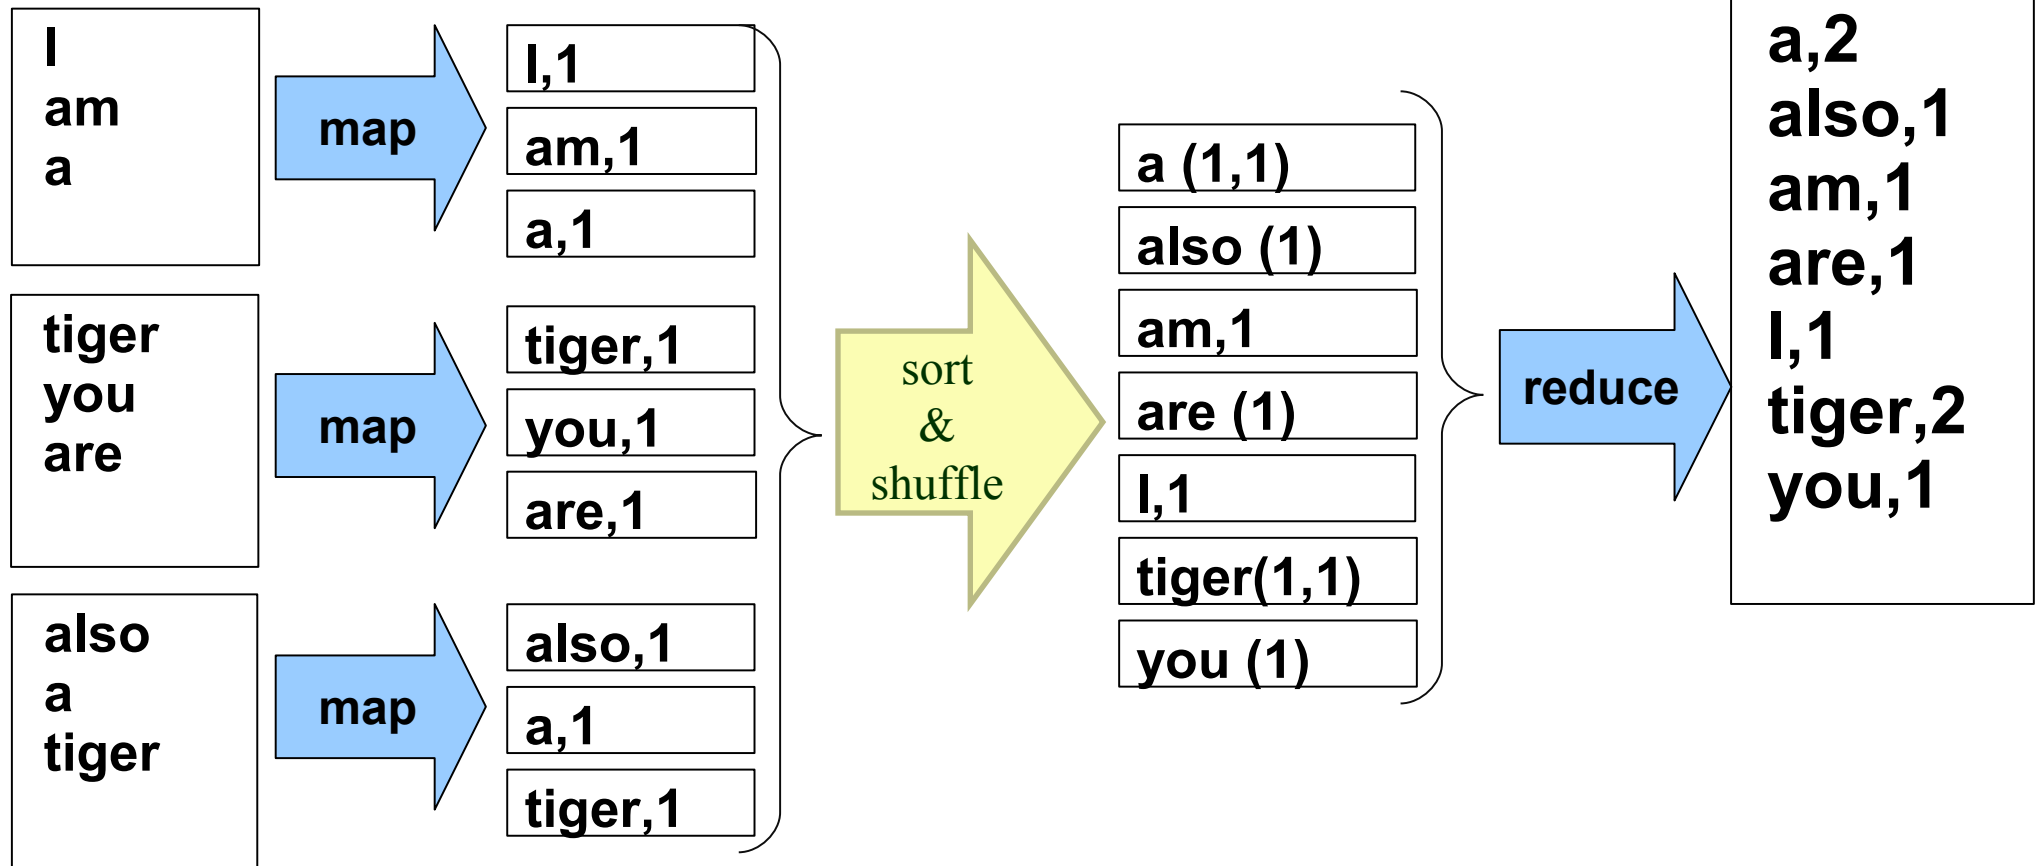 I
am
a
map
I,1
am,1
a,1
tiger
you
are
map
tiger,1
you,1
are,1
also
a
tiger
map
also,1
a,1
tiger,1
sort
&
shuffle
a (1,1)
also (1)
am,1
are (1)
I,1
tiger(1,1)
you (1)
reduce
a,2
also,1
am,1
are,1
I,1
tiger,2
you,1